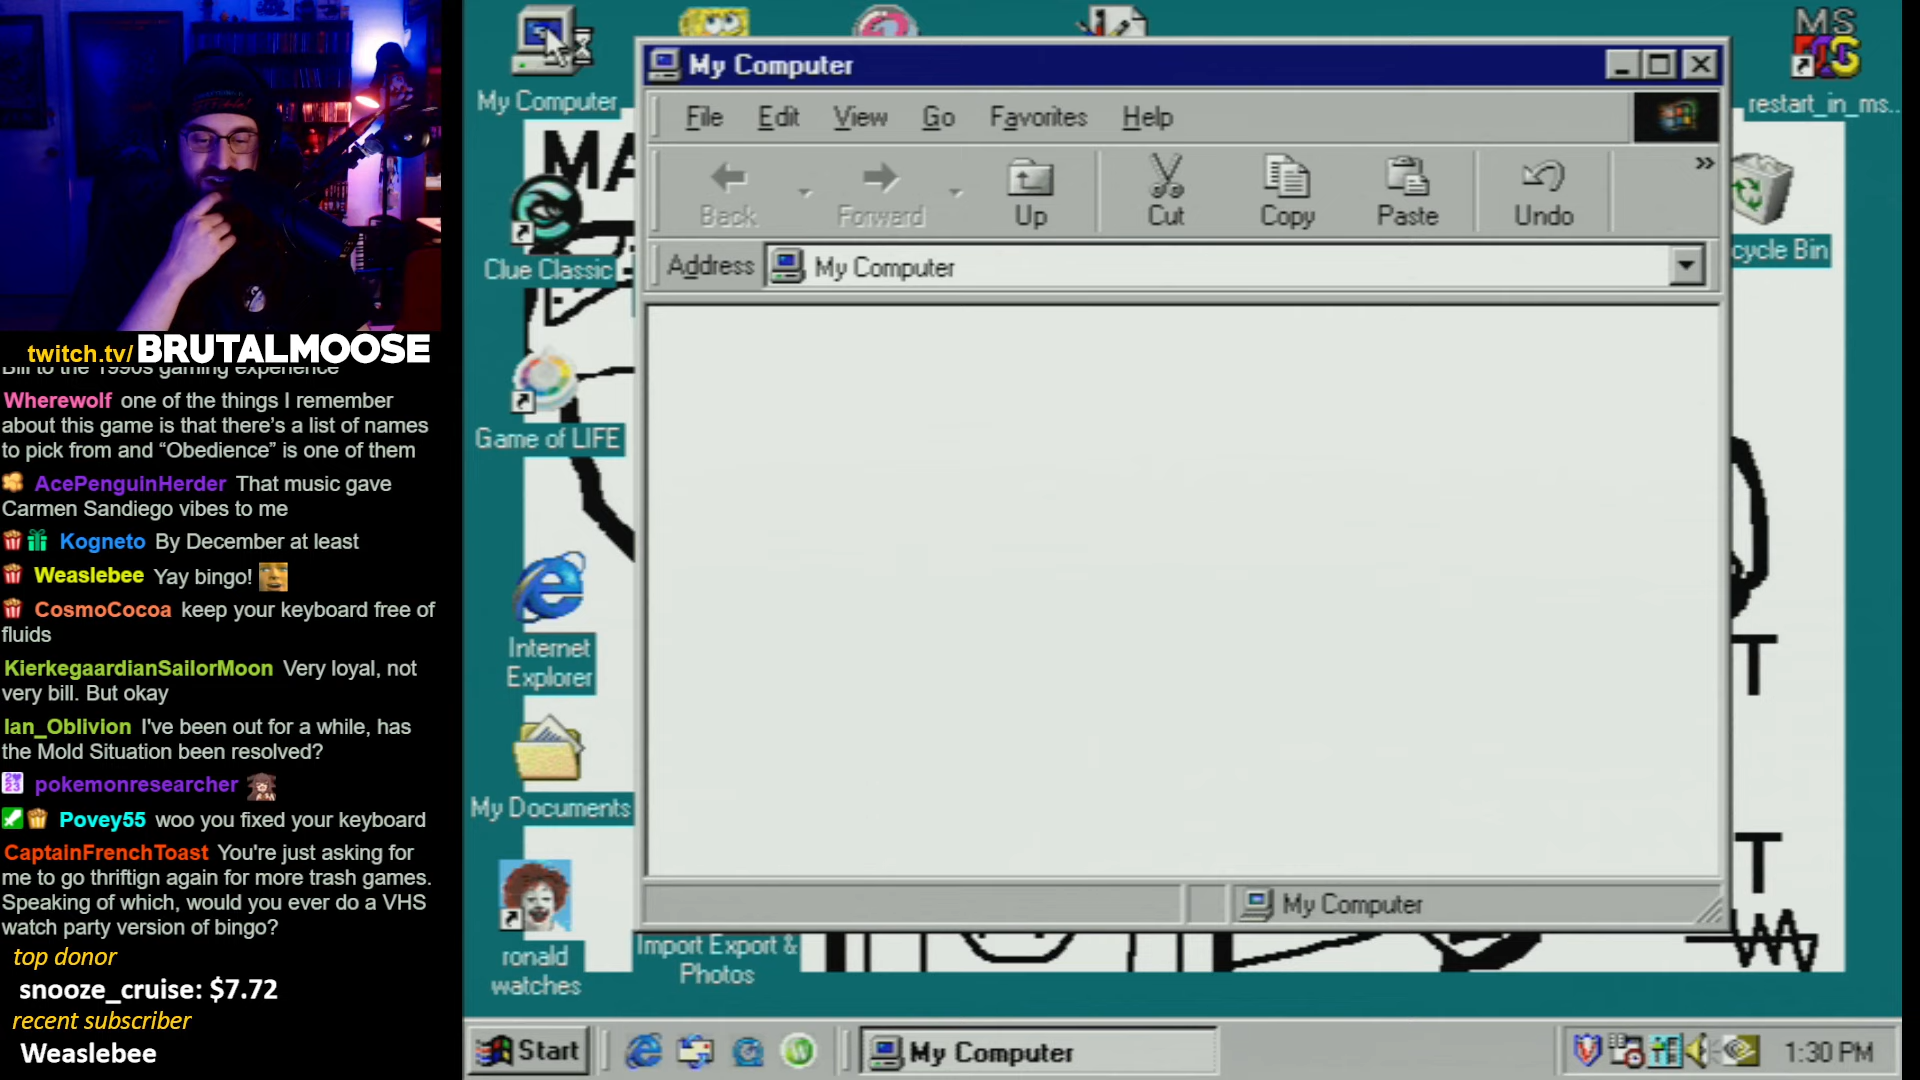 twitch.tv/BRUTALMOOSE
Bill to the 1990s gaming experience
Wherewolf one of the things I remember
about this game is that there's a list of names
to pick from and “Obedience” is one of them
AcePenguinHerder That music gave
Carmen Sandiego vibes to me
Kogneto By December at least
Weaslebee Yay bingo!
CosmoCocoa keep your keyboard free of
fluids
KierkegaardianSailorMoon Very loyal, not
very bill. But okay
Ian_Oblivion I've been out for a while, has
the Mold Situation been resolved?
pokemonresearcher
Povey55 woo you fixed your keyboard
CaptainFrenchToast You're just asking for
me to go thriftign again for more trash games.
Speaking of which, would you ever do a VHS
watch party version of bingo?
top donor
snooze_cruise: $7.72
recent subscriber
Weaslebee
My Computer
Clue Classic
Game of LIFE
Internet
Explorer
My Documents
ronald
watches
Import Export &
Photos
MS
restart_in_ms...
cycle Bin
MA
T
T
My Computer
File Edit View Go Favorites Help
Back Forward Up Cut Copy Paste Undo
Address My Computer
My Computer
Start My Computer 1:30 PM